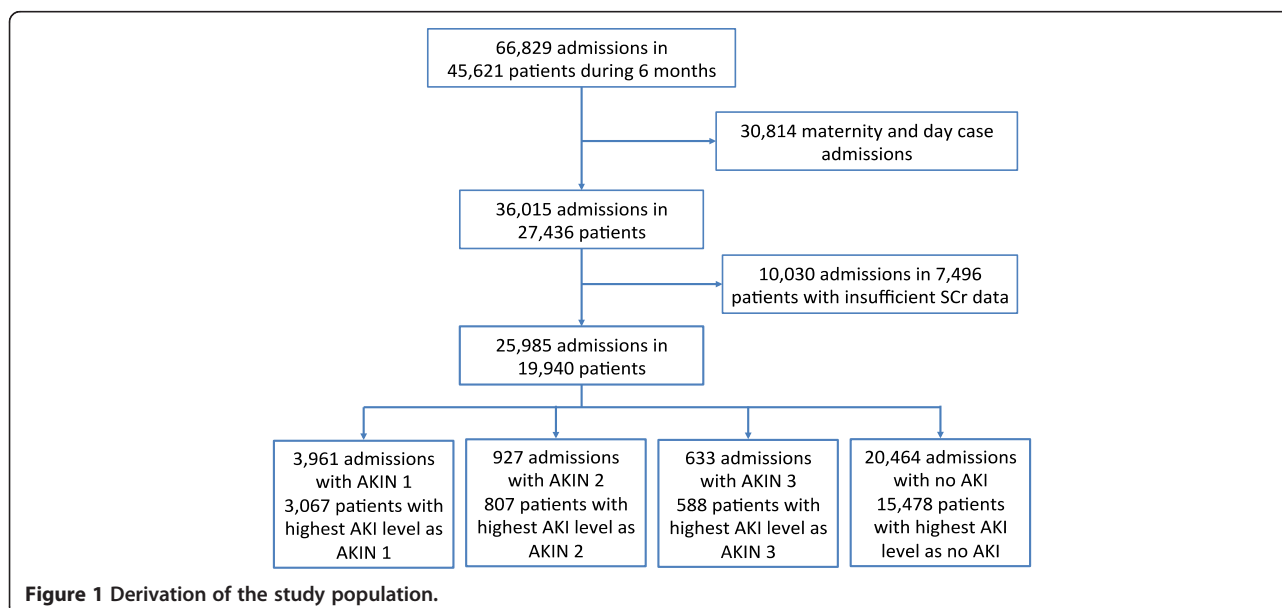 66,829 admissions in
45,621 patients during 6 months
30,814 maternity and day case
admissions
36,015 admissions in
27,436 patients
10,030 admissions in 7,496
patients with insufficient SCr data
25,985 admissions in
19,940 patients
3,961 admissions
with AKIN 1
3,067 patients with
highest AKI level as
AKIN 1
927 admissions
with AKIN 2
807 patients with
highest AKI level as
AKIN 2
633 admissions
with AKIN 3
588 patients with
highest AKI level as
AKIN 3
20,464 admissions
with no AKI
15,478 patients
with highest AKI
level as no AKI
Figure 1 Derivation of the study population.